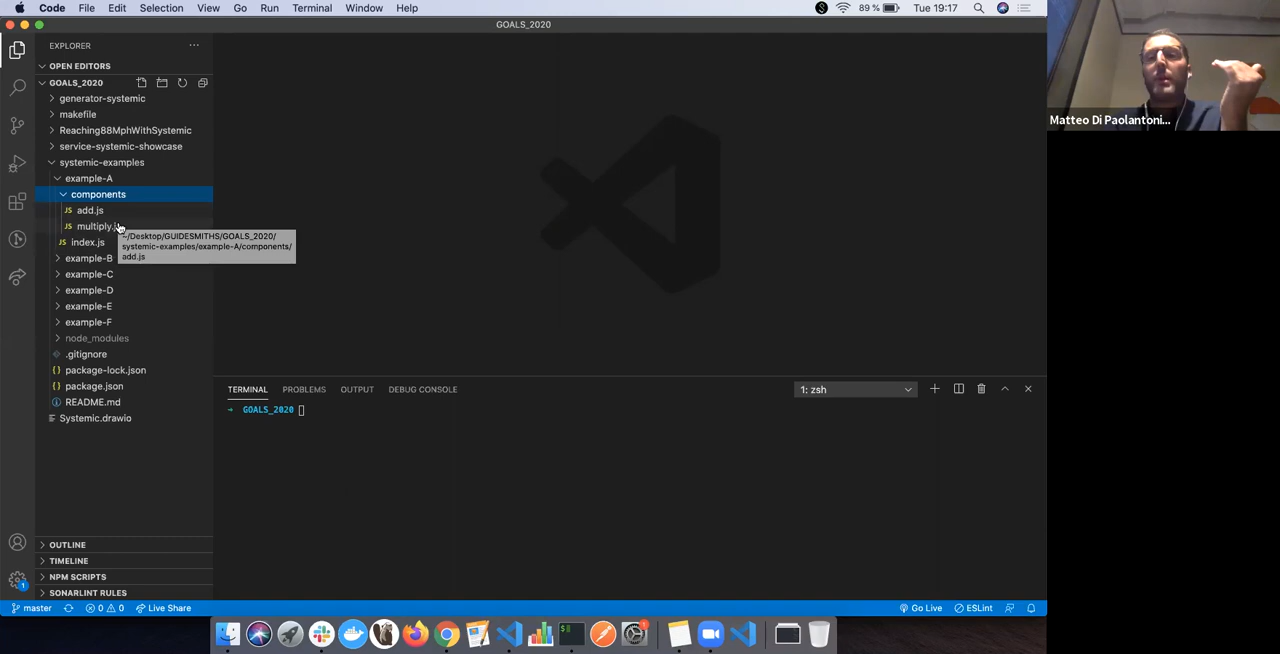 Code File Edit Selection View Go Run Terminal Window Help
89 % Tue 19:17
GOALS_2020
EXPLORER
OPEN EDITORS
GOALS_2020
generator-systemic
makefile
Reaching88MphWithSystemic
service-systemic-showcase
systemic-examples
example-A
components
JS add.js
JS multiply.js
~/Desktop/GUIDESMITHS/GOALS_2020/
systemic-examples/example-A/components/
add.js
JS index.js
example-B
example-C
example-D
example-E
example-F
node_modules
.gitignore
{} package-lock.json
{} package.json
README.md
Systemic.drawio
OUTLINE
TIMELINE
NPM SCRIPTS
SONARLINT RULES
TERMINAL PROBLEMS OUTPUT DEBUG CONSOLE
1: zsh
→ GOALS_2020
1
master 0 0 Live Share
Go Live ESLint
Matteo Di Paolantoni...